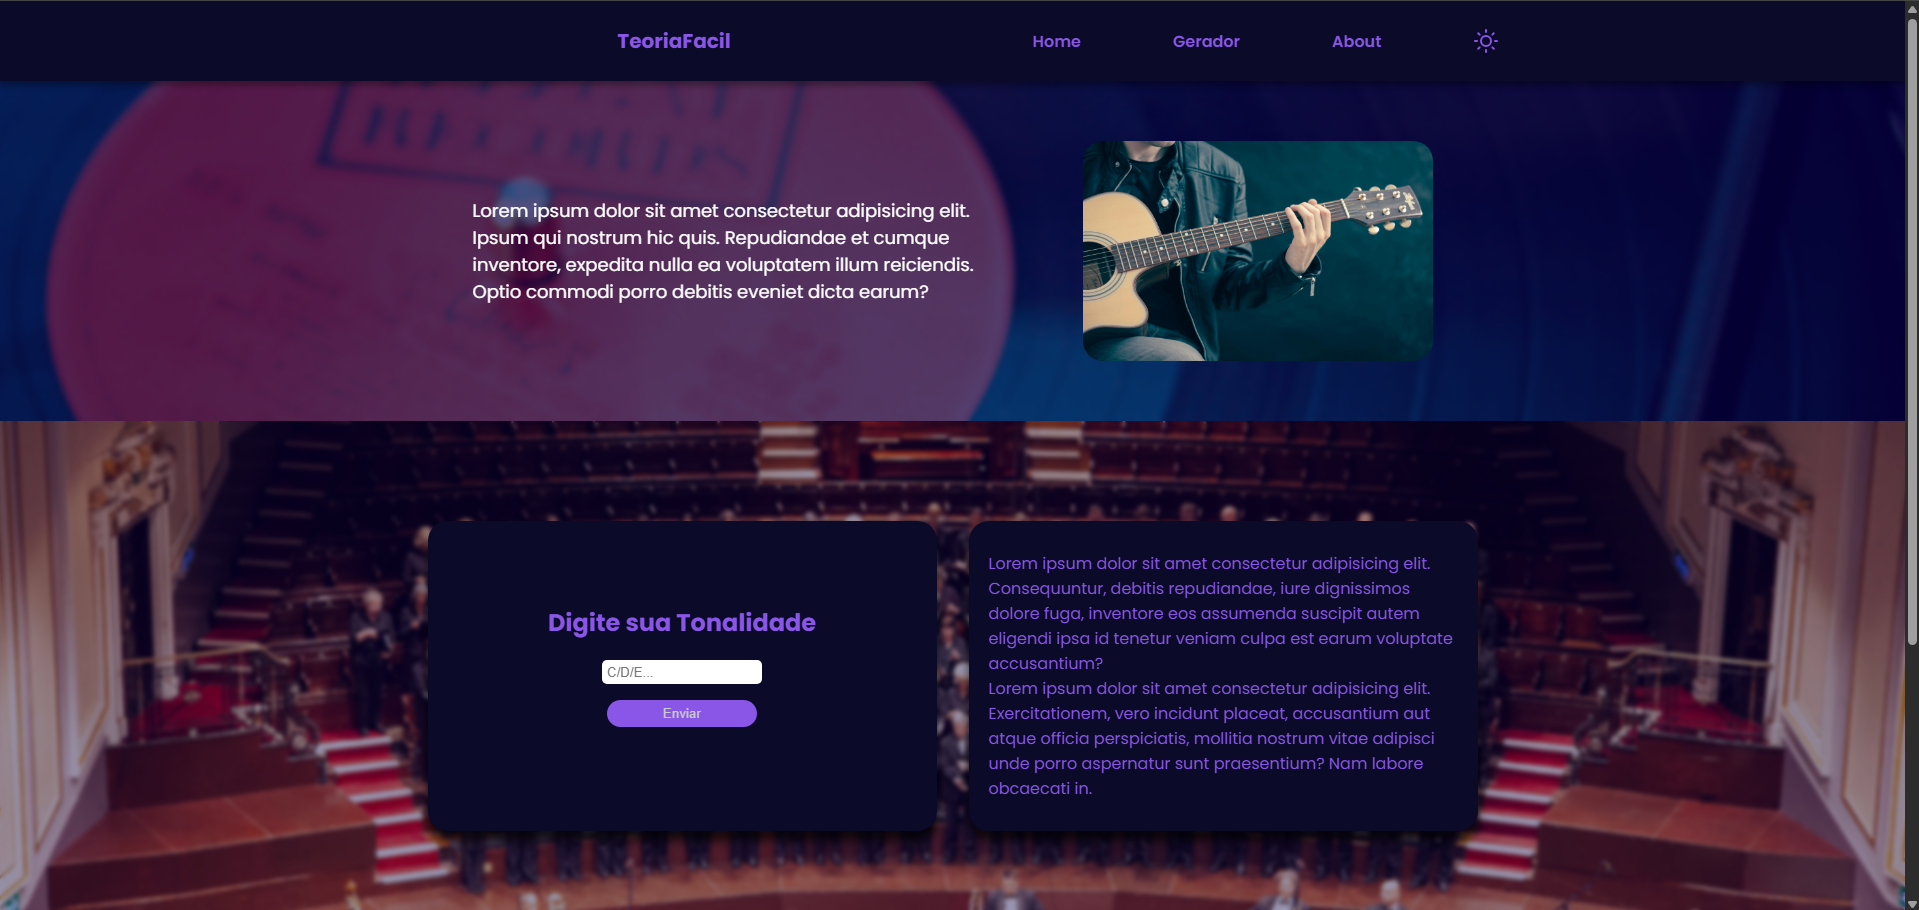 TeoriaFacil
Home
Gerador
About
RECORDS
Lorem ipsum dolor sit amet consectetur adipisicing elit.
Ipsum qui nostrum hic quis. Repudiandae et cumque
inventore, expedita nulla ea voluptatem illum reiciendis.
Optio commodi porro debitis eveniet dicta earum?
Digite sua Tonalidade
C/D/E...
Enviar
Lorem ipsum dolor sit amet consectetur adipisicing elit.
Consequuntur, debitis repudiandae, iure dignissimos
dolore fuga, inventore eos assumenda suscipit autem
eligendi ipsa id tenetur veniam culpa est earum voluptate
accusantium?
Lorem ipsum dolor sit amet consectetur adipisicing elit.
Exercitationem, vero incidunt placeat, accusantium aut
atque officia perspiciatis, mollitia nostrum vitae adipisci
unde porro aspernatur sunt praesentium? Nam labore
obcaecati in.